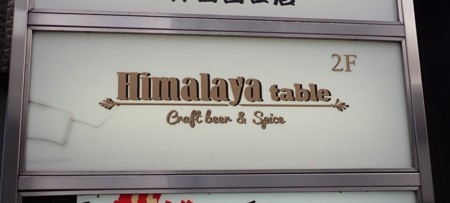 2F
Himalaya table
Craft beer & Spice